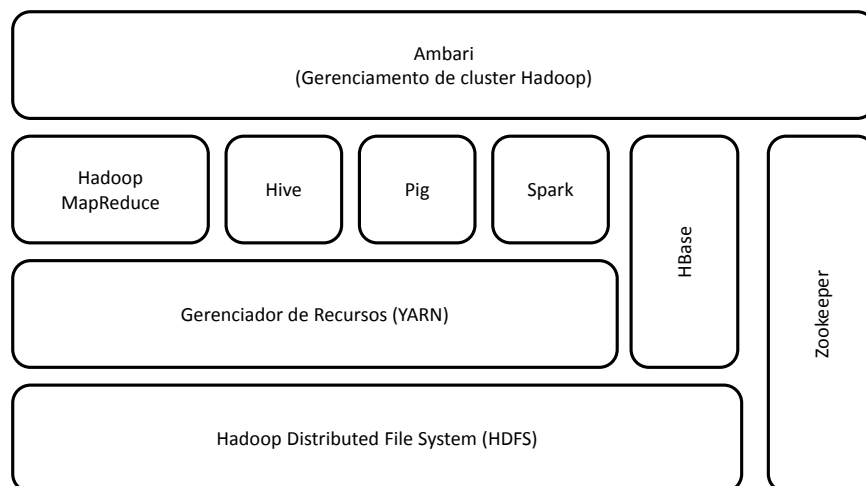 Ambari
(Gerenciamento de cluster Hadoop)
Hadoop
MapReduce
Hive
Pig
Spark
HBase
Zookeeper
Gerenciador de Recursos (YARN)
Hadoop Distributed File System (HDFS)